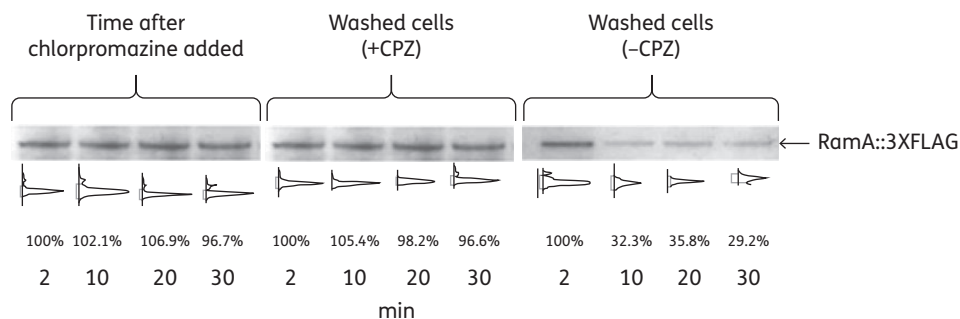 Time after
chlorpromazine added
Washed cells
(+CPZ)
Washed cells
(–CPZ)
RamA::3XFLAG
100% 102.1% 106.9% 96.7% 100% 105.4% 98.2% 96.6% 100% 32.3% 35.8% 29.2%
2 10 20 30 2 10 20 30 2 10 20 30
min